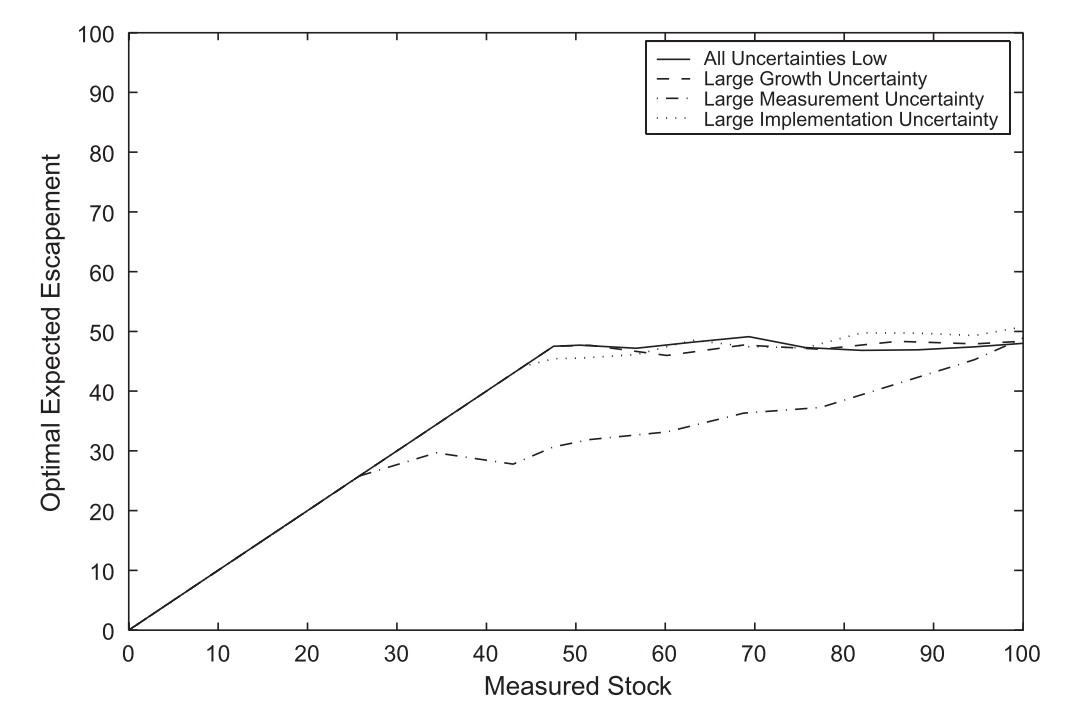 100
90
80
70
60
50
40
30
20
10
0
Optimal Expected Escapement
All Uncertainties Low
Large Growth Uncertainty
Large Measurement Uncertainty
Large Implementation Uncertainty
0 10 20 30 40 50 60 70 80 90 100
Measured Stock